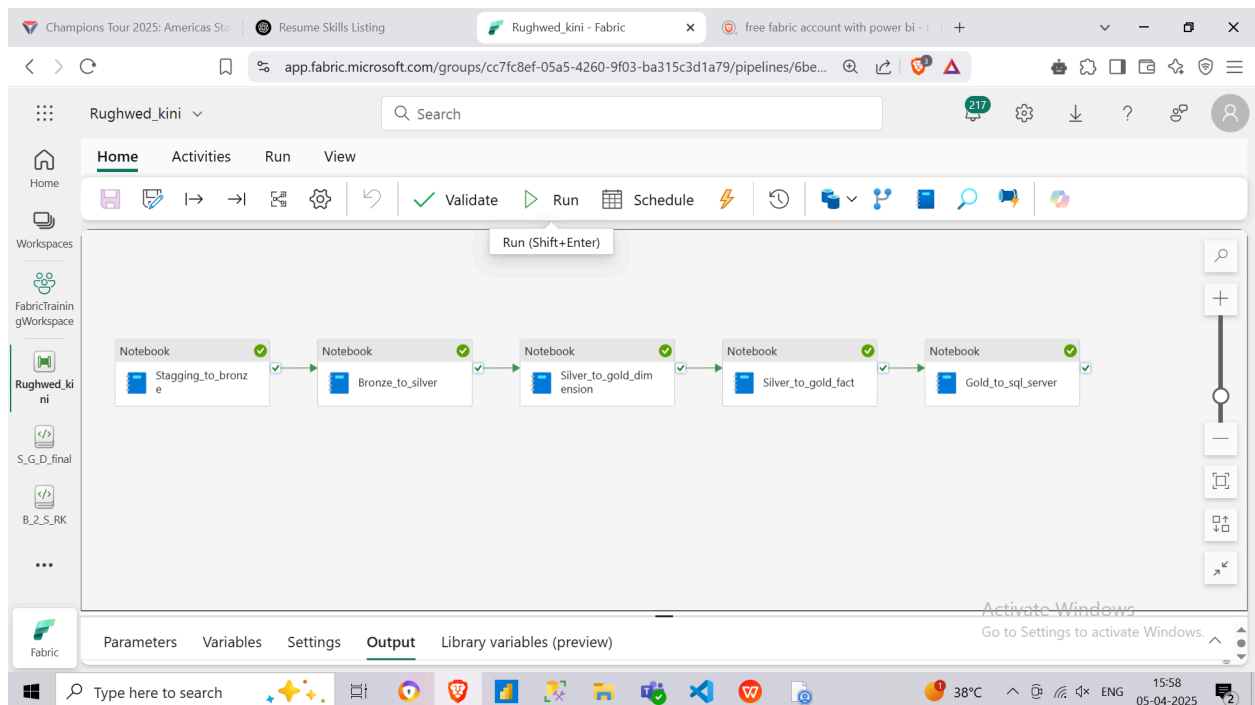 Champions Tour 2025: Americas Sta
Resume Skills Listing
Rughwed_kini - Fabric
free fabric account with power bi -
app.fabric.microsoft.com/groups/cc7fc8ef-05a5-4260-9f03-ba315c3d1a79/pipelines/6be...
3
Rughwed_kini
Search
217
Home
Activities
Run
View
Validate
Run
Schedule
Run (Shift+Enter)
Home
Workspaces
FabricTrainin
gWorkspace
Rughwed_ki
ni
S_G_D_final
B_2_S_RK
Fabric
Notebook
Stagging_to_bronz
e
Notebook
Bronze_to_silver
Notebook
Silver_to_gold_dim
ension
Notebook
Silver_to_gold_fact
Notebook
Gold_to_sql_server
Activate Windows
Go to Settings to activate Windows.
Parameters
Variables
Settings
Output
Library variables (preview)
Type here to search
1
38°C
ENG
15:58
05-04-2025
2